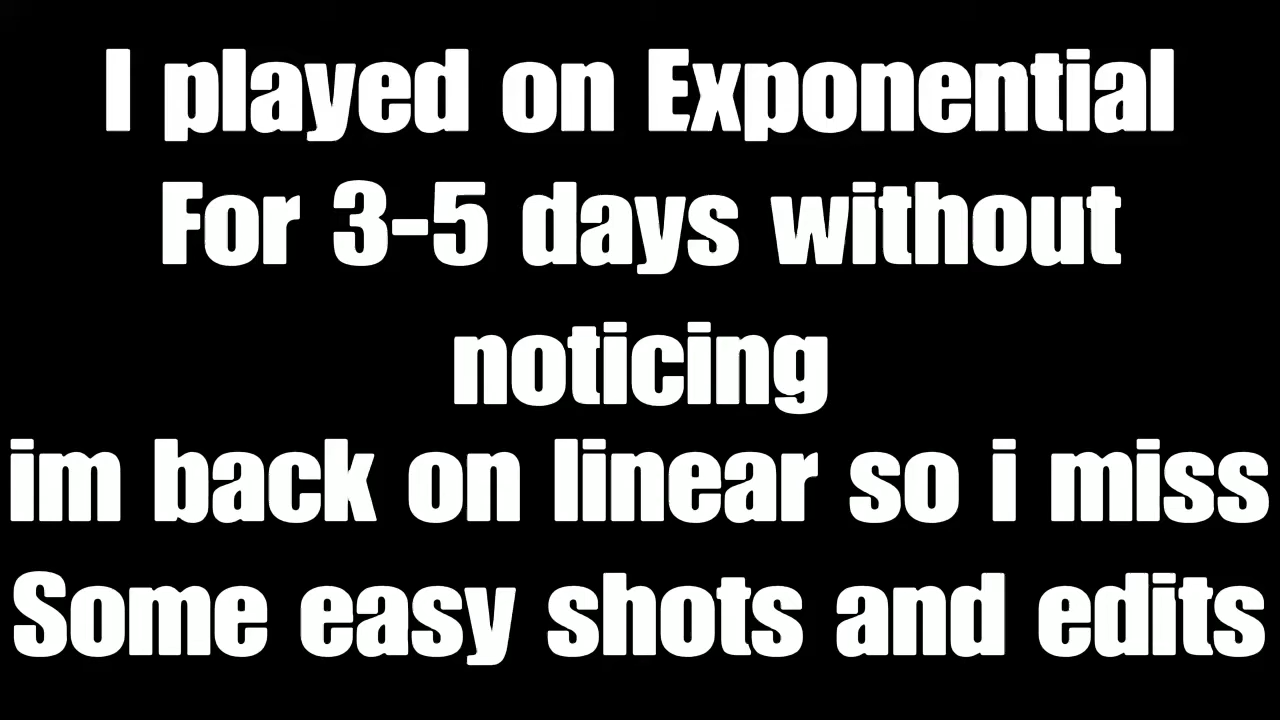 I played on Exponential
For 3-5 days without
noticing
im back on linear so i miss
Some easy shots and edits